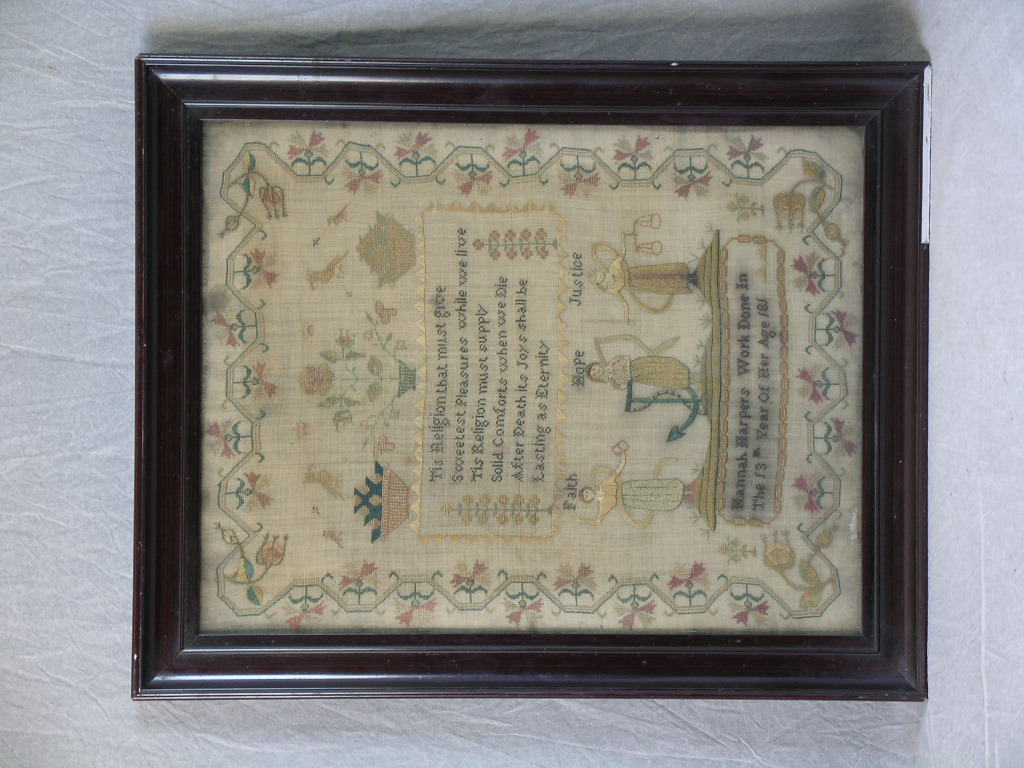 Tis Religion that must give
Sweetest Pleasures while we live
Tis Religion must supply
Solid Comforts when we Die
After Death its Joys shall be
Lasting as Eternity
Faith Hope Justice
Hannah Harpers Work Done In
The 13th Year Of Her Age 181